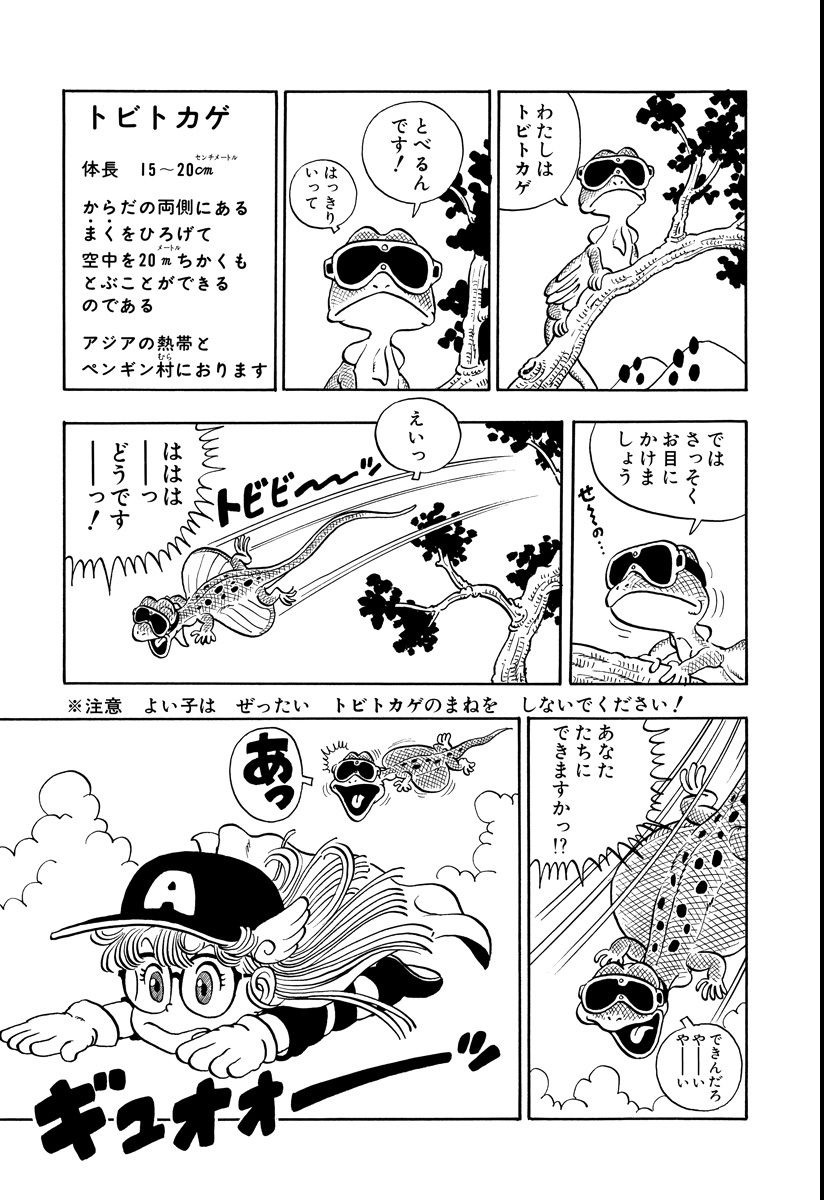 わたしは
トビトカゲ
とべるん
です！
はっきり
いって
トビトカゲ
センチメートル
体長　15～20cm
からだの両側にある
まくをひろげて
メートル
空中を20mちかくも
とぶことができる
のである
アジアの熱帯と
むら
ペンギン村におります
では
さっそく
お目に
かけま
しょう
せ～の…
えいっ
トビビ～～ッ
ははは
――っ
どうです
――っ！
※注意　よい子は　ぜったい　トビトカゲのまねを　しないでください！
あなた
たちに
できますかっ!?
できんだろ
や――い
や――い
あっ
A
ギュオオーーッ